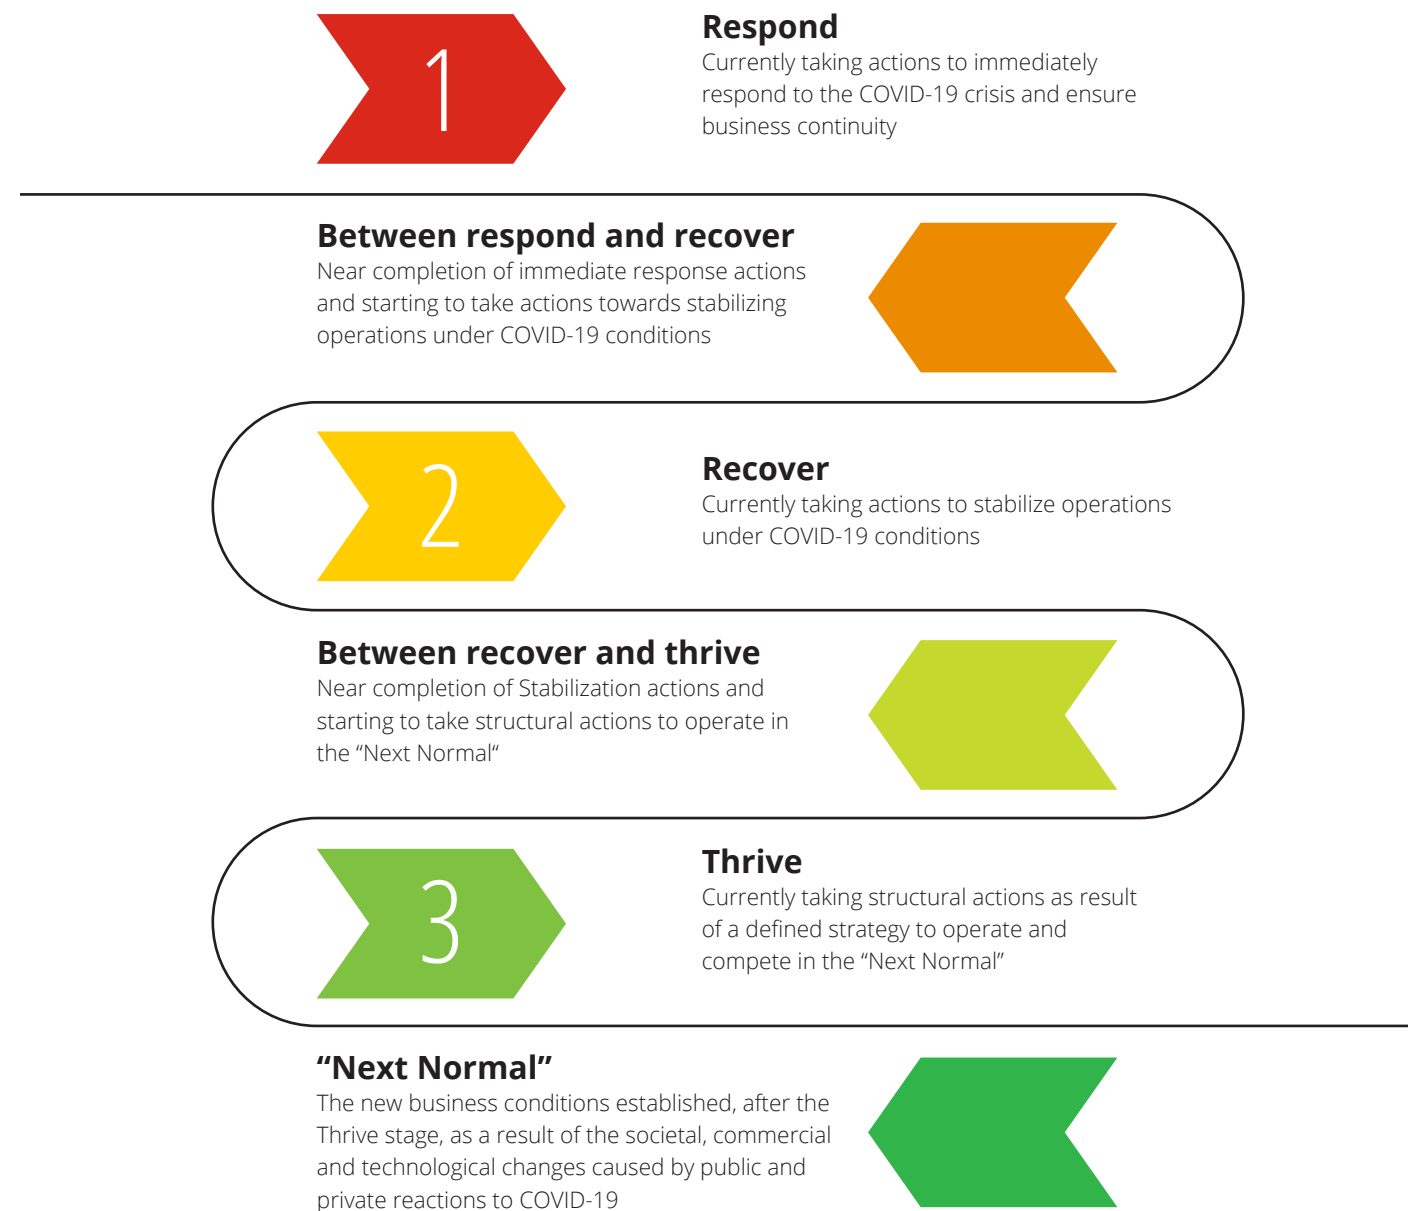 1
Respond
Currently taking actions to immediately
respond to the COVID-19 crisis and ensure
business continuity
Between respond and recover
Near completion of immediate response actions
and starting to take actions towards stabilizing
operations under COVID-19 conditions
2
Recover
Currently taking actions to stabilize operations
under COVID-19 conditions
Between recover and thrive
Near completion of Stabilization actions and
starting to take structural actions to operate in
the “Next Normal“
3
Thrive
Currently taking structural actions as result
of a defined strategy to operate and
compete in the “Next Normal”
“Next Normal”
The new business conditions established, after the
Thrive stage, as a result of the societal, commercial
and technological changes caused by public and
private reactions to COVID-19